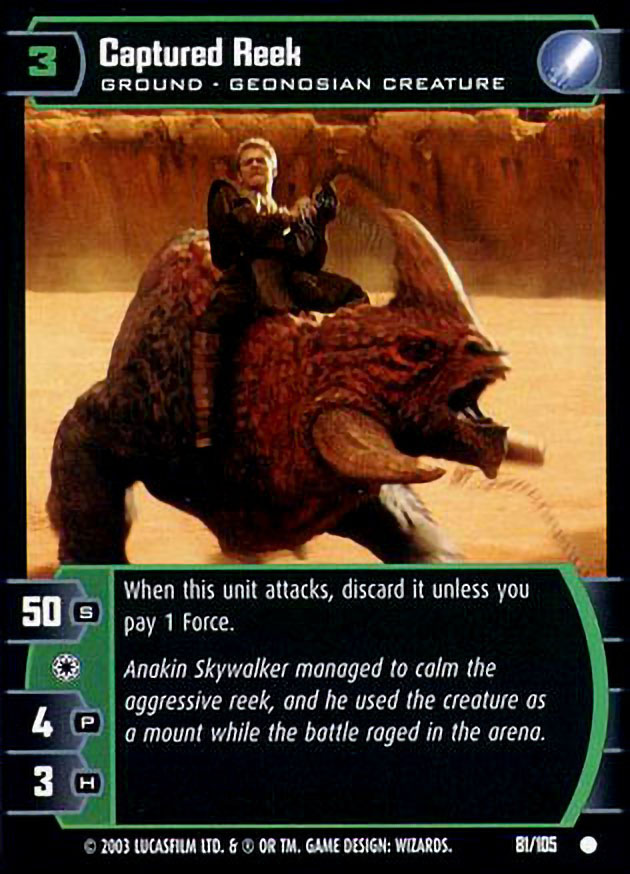 3
Captured Reek
GROUND - GEONOSIAN CREATURE
50 S
4 P
3 H
When this unit attacks, discard it unless you
pay 1 Force.
Anakin Skywalker managed to calm the
aggressive reek, and he used the creature as
a mount while the battle raged in the arena.
© 2003 LUCASFILM LTD. & ® OR TM. GAME DESIGN: WIZARDS.
81/105